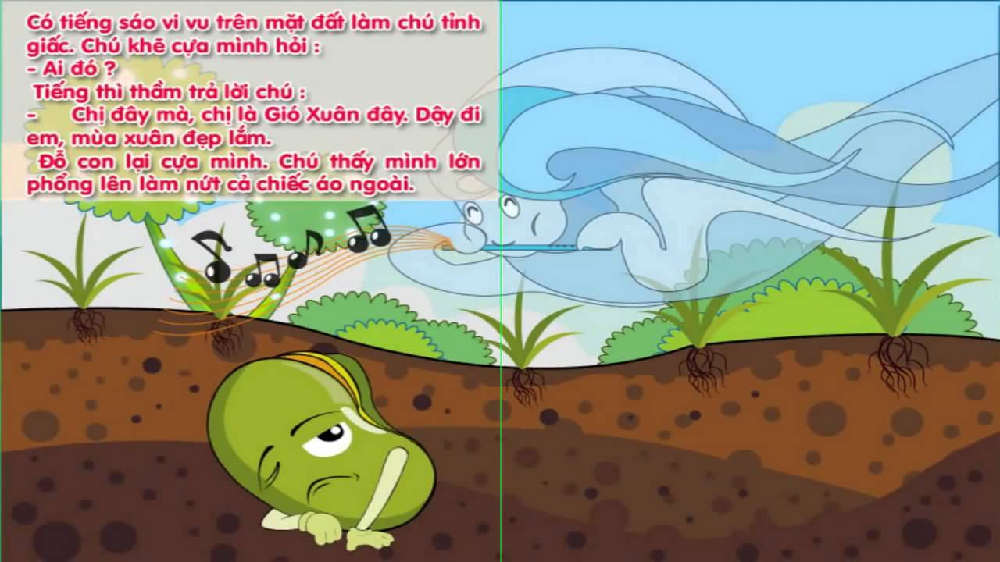 Có tiếng sáo vi vu trên mặt đất làm chú tỉnh
giấc. Chú khẽ cựa mình hỏi :
- Ai đó ?
Tiếng thì thầm trả lời chú :
- Chị đây mà, chị là Gió Xuân đây. Dậy đi
em, mùa xuân đẹp lắm.
Đỗ con lại cựa mình. Chú thấy mình lớn
phổng lên làm nứt cả chiếc áo ngoài.